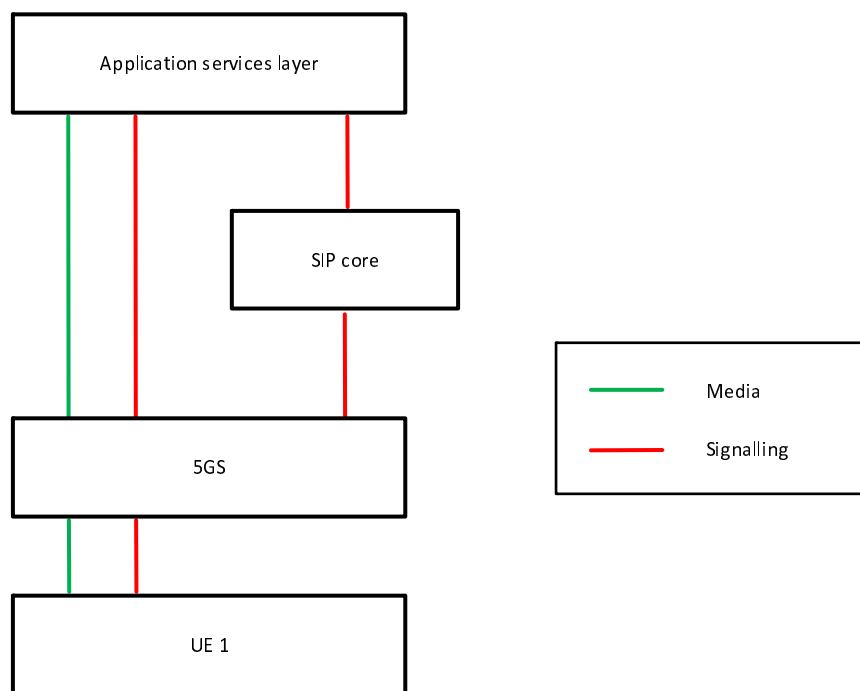 Application services layer
SIP core
Media
Signalling
5GS
UE 1